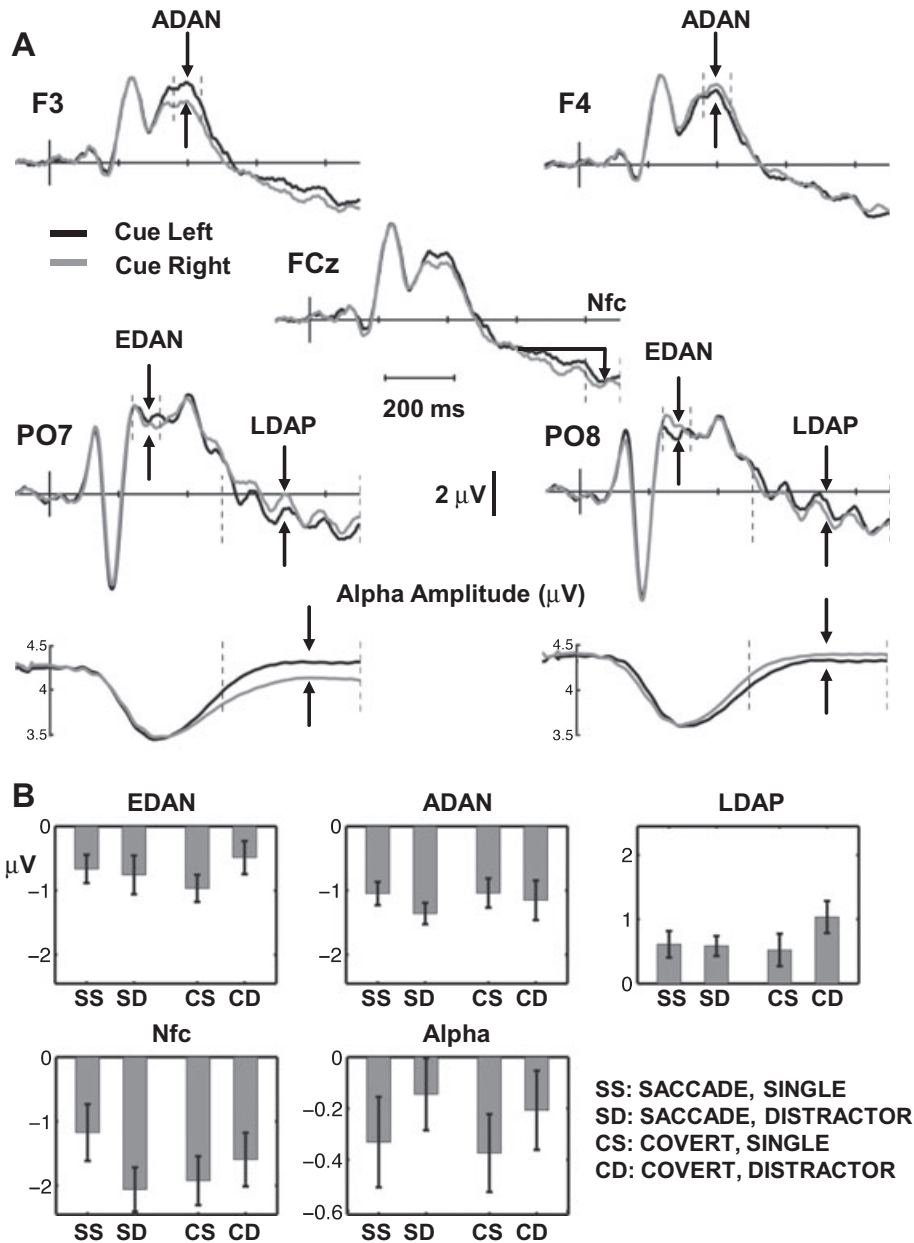 A
ADAN
ADAN
F3
F4
Cue Left
Cue Right
FCz
Nfc
EDAN
EDAN
200 ms
PO7
LDAP
PO8
LDAP
2 μV
Alpha Amplitude (μV)
4.5
4
3.5
4.5
4
3.5
B
EDAN
ADAN
LDAP
μV
0
−1
−2
SS SD CS CD
0
−1
−2
SS SD CS CD
2
1
0
SS SD CS CD
Nfc
Alpha
0
−1
−2
SS SD CS CD
0
−0.2
−0.4
−0.6
SS SD CS CD
SS: SACCADE, SINGLE
SD: SACCADE, DISTRACTOR
CS: COVERT, SINGLE
CD: COVERT, DISTRACTOR